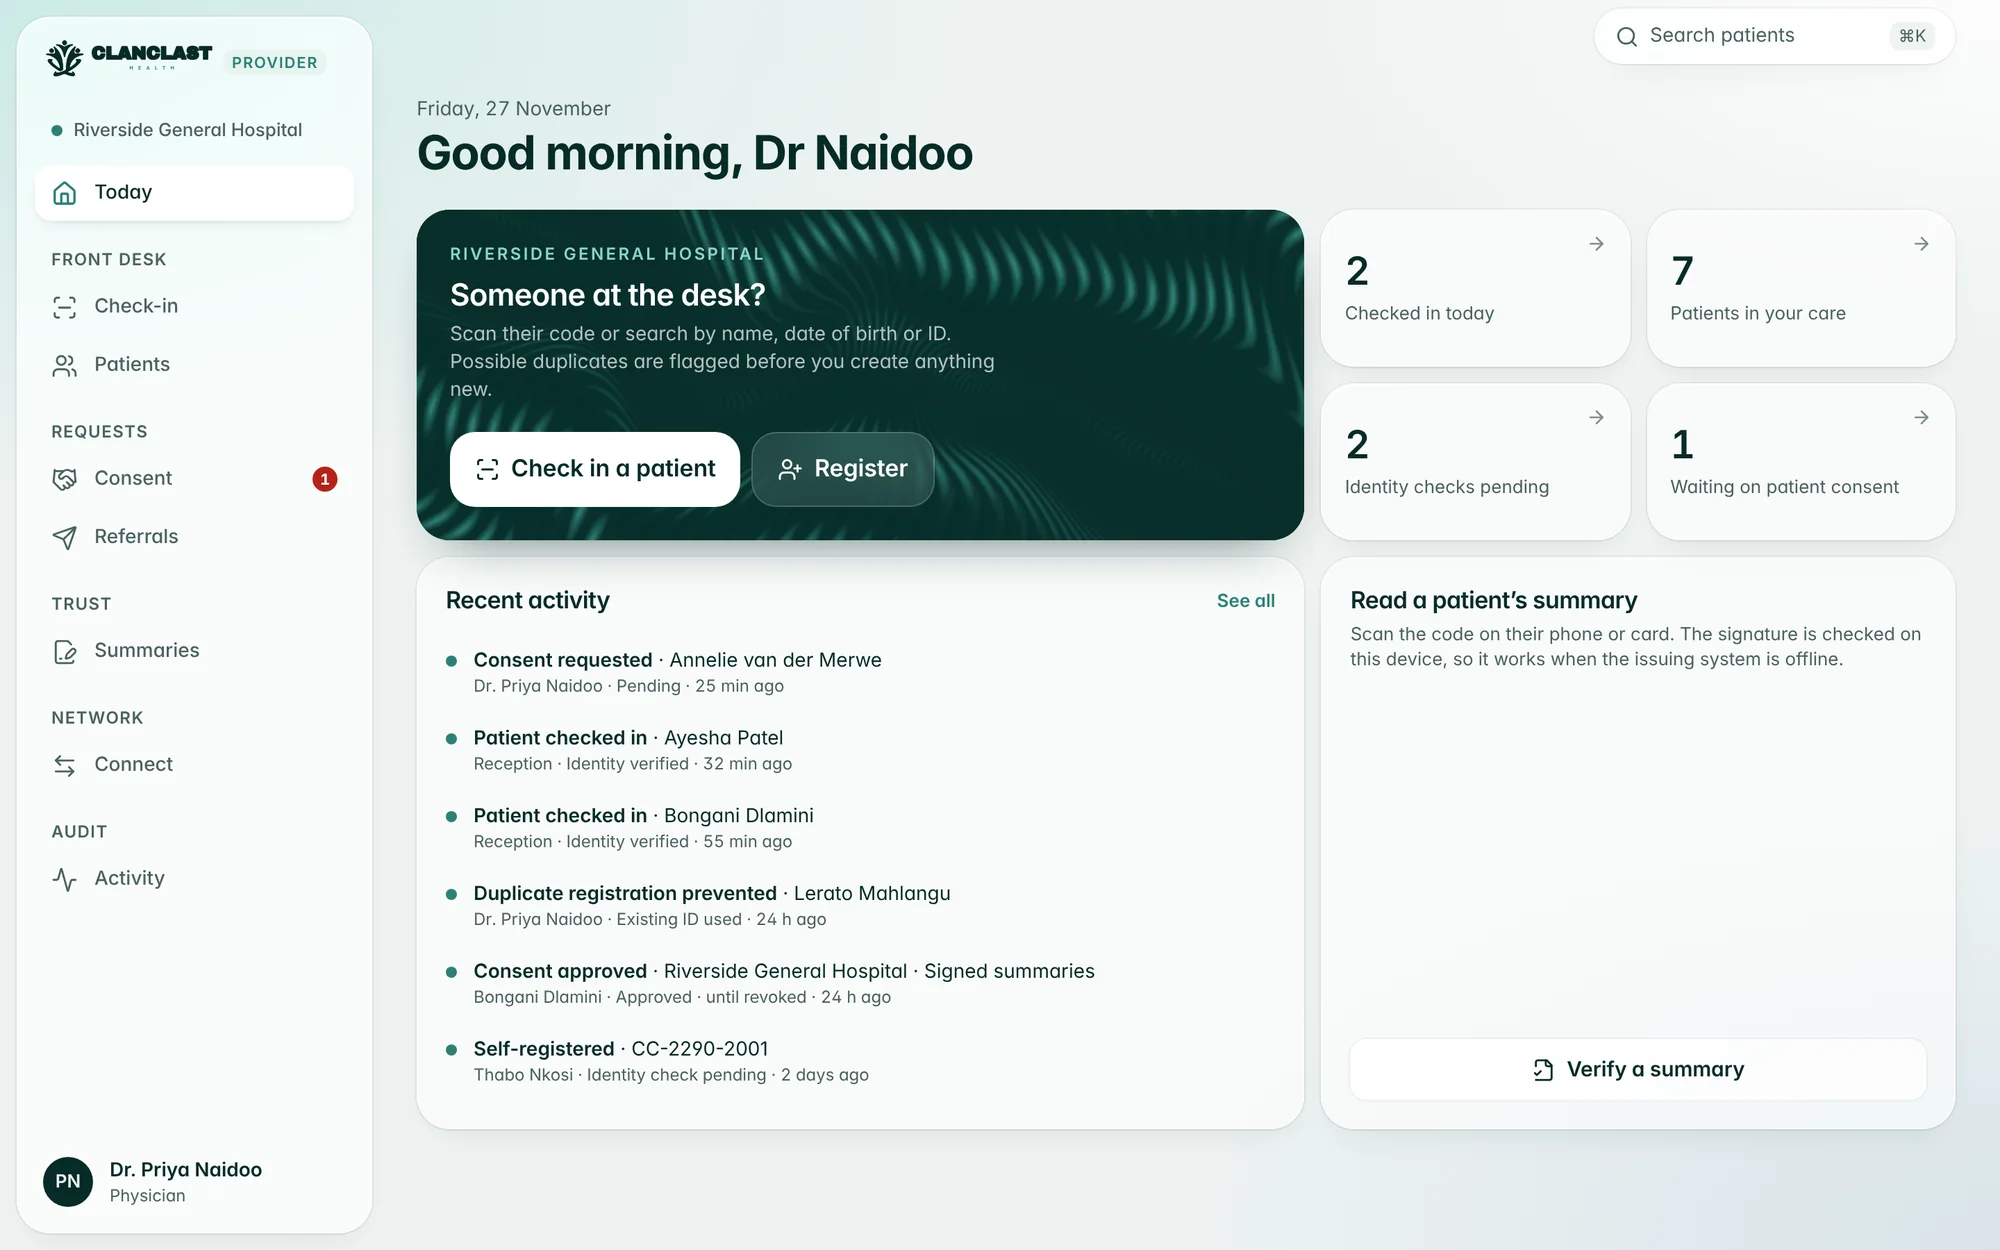 CLANCLAST
HEALTH
PROVIDER
Riverside General Hospital
Today
FRONT DESK
Check-in
Patients
REQUESTS
Consent
1
Referrals
TRUST
Summaries
NETWORK
Connect
AUDIT
Activity
PN
Dr. Priya Naidoo
Physician
Search patients
⌘K
Friday, 27 November
Good morning, Dr Naidoo
RIVERSIDE GENERAL HOSPITAL
Someone at the desk?
Scan their code or search by name, date of birth or ID.
Possible duplicates are flagged before you create anything
new.
Check in a patient
Register
2
Checked in today
7
Patients in your care
2
Identity checks pending
1
Waiting on patient consent
Recent activity
See all
Consent requested · Annelie van der Merwe
Dr. Priya Naidoo · Pending · 25 min ago
Patient checked in · Ayesha Patel
Reception · Identity verified · 32 min ago
Patient checked in · Bongani Dlamini
Reception · Identity verified · 55 min ago
Duplicate registration prevented · Lerato Mahlangu
Dr. Priya Naidoo · Existing ID used · 24 h ago
Consent approved · Riverside General Hospital · Signed summaries
Bongani Dlamini · Approved · until revoked · 24 h ago
Self-registered · CC-2290-2001
Thabo Nkosi · Identity check pending · 2 days ago
Read a patient’s summary
Scan the code on their phone or card. The signature is checked on
this device, so it works when the issuing system is offline.
Verify a summary